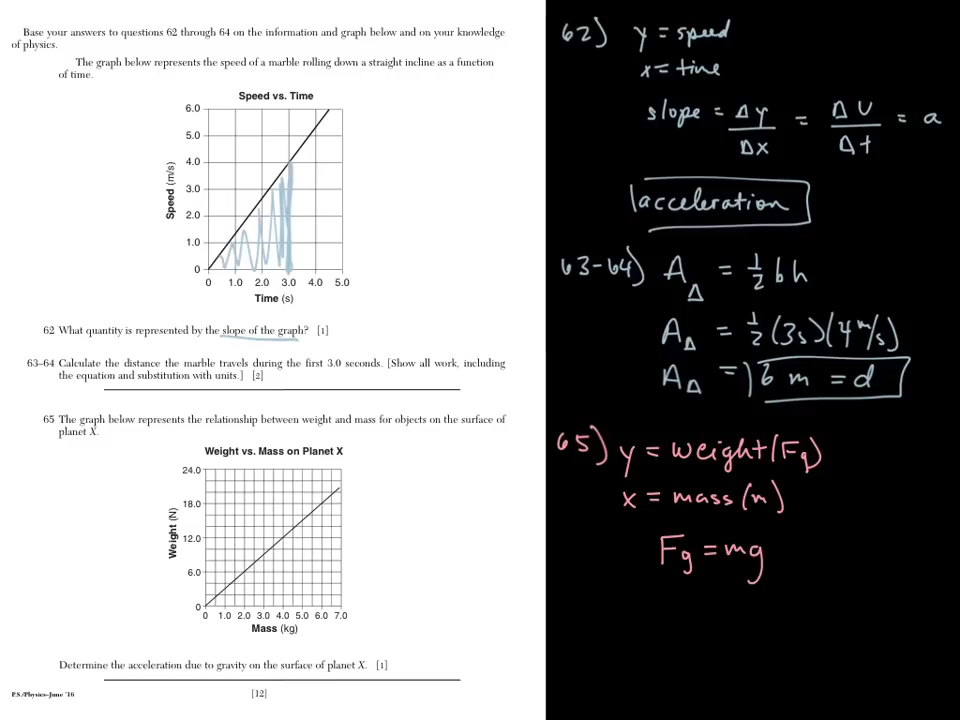 Base your answers to questions 62 through 64 on the information and graph below and on your knowledge
of physics.
The graph below represents the speed of a marble rolling down a straight incline as a function
of time.
Speed vs. Time
6.0
5.0
4.0
3.0
2.0
1.0
0
Speed (m/s)
0 1.0 2.0 3.0 4.0 5.0
Time (s)
62 What quantity is represented by the slope of the graph? [1]
63–64 Calculate the distance the marble travels during the first 3.0 seconds. [Show all work, including
the equation and substitution with units.] [2]
65 The graph below represents the relationship between weight and mass for objects on the surface of
planet X.
Weight vs. Mass on Planet X
24.0
18.0
12.0
6.0
0
Weight (N)
0 1.0 2.0 3.0 4.0 5.0 6.0 7.0
Mass (kg)
Determine the acceleration due to gravity on the surface of planet X. [1]
P.S./Physics–June '16 [12]
62) y = speed
x = time
slope = Δy/Δx = ΔV/Δt = a
acceleration
63-64) A△ = 1/2 bh
A△ = 1/2 (3s)(4 m/s)
A△ = 6 m = d
65) y = weight (Fg)
x = mass (m)
Fg = mg